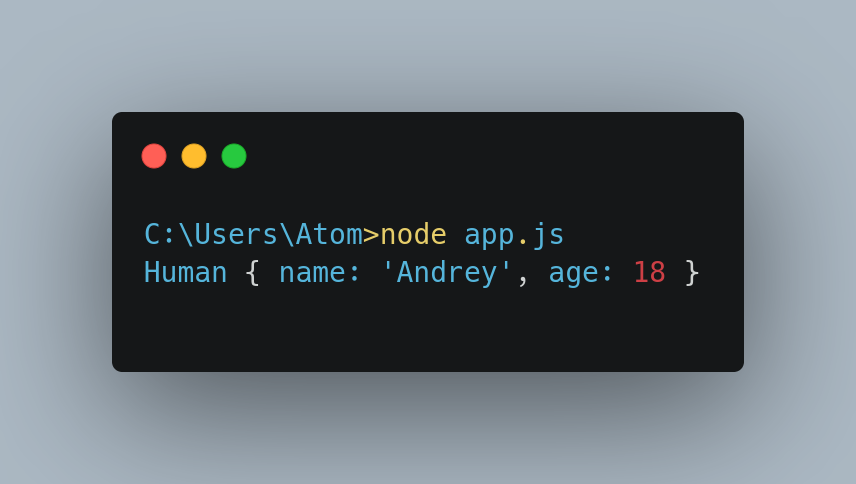 C:\Users\Atom>node app.js
Human { name: 'Andrey', age: 18 }